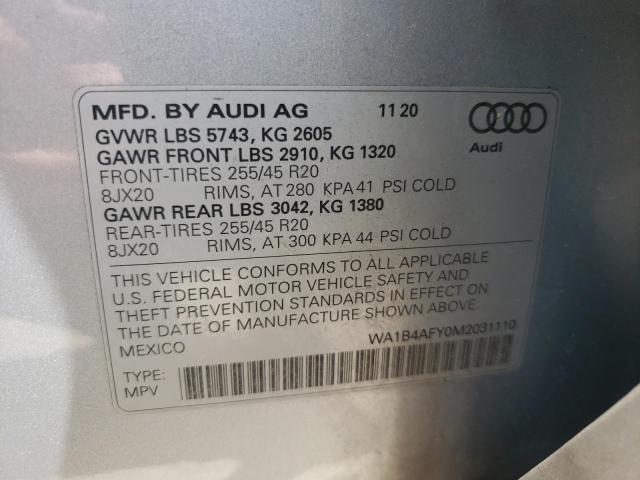 MFD. BY AUDI AG 11 20
GVWR LBS 5743, KG 2605
GAWR FRONT LBS 2910, KG 1320
FRONT-TIRES 255/45 R20
8JX20 RIMS, AT 280 KPA 41 PSI COLD
GAWR REAR LBS 3042, KG 1380
REAR-TIRES 255/45 R20
8JX20 RIMS, AT 300 KPA 44 PSI COLD
Audi
THIS VEHICLE CONFORMS TO ALL APPLICABLE
U.S. FEDERAL MOTOR VEHICLE SAFETY AND
THEFT PREVENTION STANDARDS IN EFFECT ON
THE DATE OF MANUFACTURE SHOWN ABOVE.
MEXICO WA1B4AFY0M2031110
TYPE:
MPV